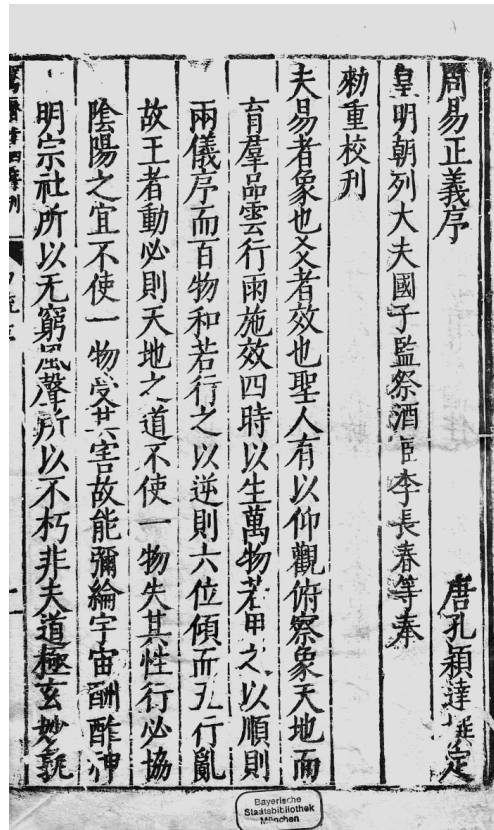 周易正義序
唐孔穎達撰定
皇明朝列大夫國子監祭酒臣李長春等奉
勑重校刋
夫易者象也爻者效也聖人有以仰觀俯察象天地而
育羣品雲行雨施效四時以生萬物若用之以順則
兩儀序而百物和若行之以逆則六位傾而五行亂
故王者動必則天地之道不使一物失其性行必協
陰陽之宜不使一物受其害故能彌綸宇宙酬酢神
明宗社所以无窮風聲所以不朽非夫道極玄妙孰
Bayerische
Staatsbibliothek
München